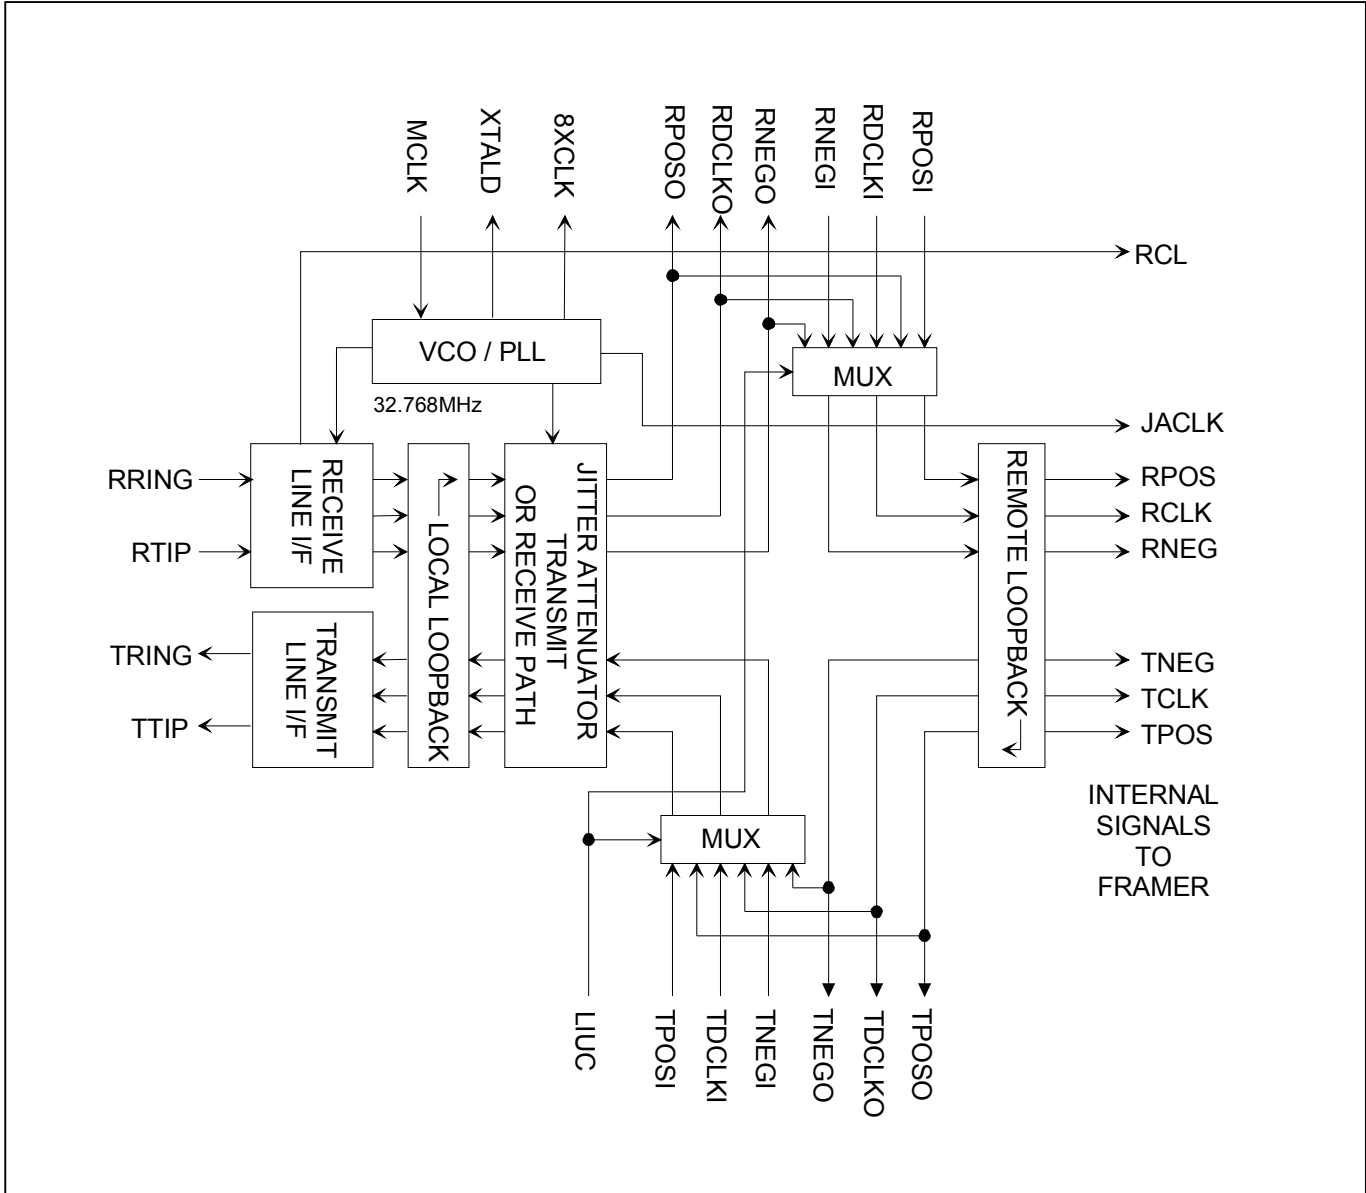 MCLK
XTALD
8XCLK
RPOSO
RDCLKO
RNEGO
RNEGI
RDCLKI
RPOSI
RCL
VCO / PLL
MUX
32.768MHz
JACLK
RRING
RTIP
RECEIVE
LINE I/F
LOCAL LOOPBACK
JITTER ATTENUATOR
TRANSMIT
OR RECEIVE PATH
REMOTE LOOPBACK
RPOS
RCLK
RNEG
TRING
TTIP
TRANSMIT
LINE I/F
TNEG
TCLK
TPOS
MUX
INTERNAL
SIGNALS
TO
FRAMER
LIUC
TPOSI
TDCLKI
TNEGI
TNEGO
TDCLKO
TPOSO